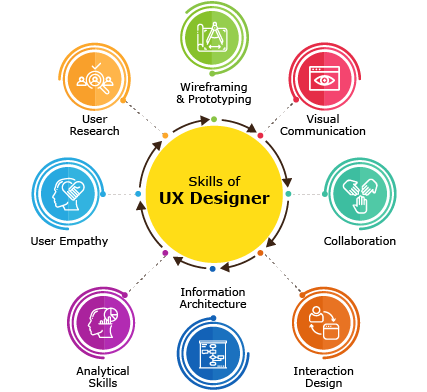 Wireframing
& Prototyping
User
Research
Visual
Communication
Skills of
UX Designer
User Empathy
Collaboration
Information
Architecture
Analytical
Skills
Interaction
Design